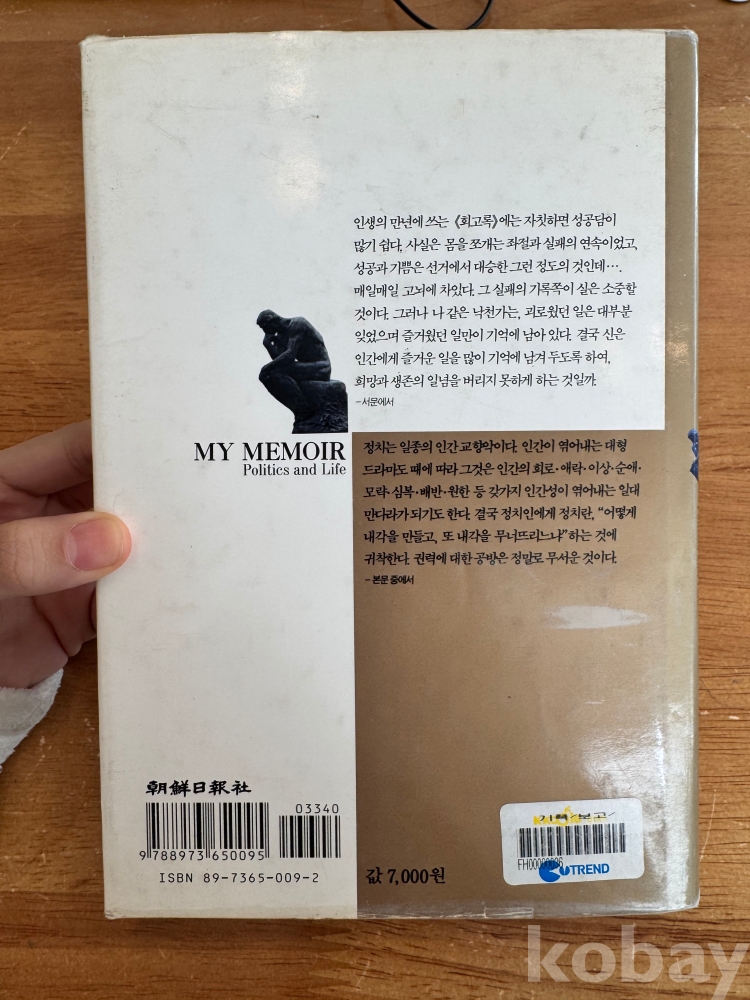 인생의 만년에 쓰는 《회고록》에는 자칫하면 성공담이
많기 쉽다. 사실은 몸을 쪼개는 좌절과 실패의 연속이었고,
성공과 기쁨은 선거에서 대승한 그런 정도의 것인데….
매일매일 고뇌에 차있다. 그 실패의 기록쪽이 실은 소중할
것이다. 그러나 나 같은 낙천가는, 괴로웠던 일은 대부분
잊었으며 즐거웠던 일만이 기억에 남아 있다. 결국 신은
인간에게 즐거운 일을 많이 기억에 남겨 두도록 하여,
희망과 생존의 일념을 버리지 못하게 하는 것일까.
-서문에서
MY MEMOIR
Politics and Life
정치는 일종의 인간 교향악이다. 인간이 엮어내는 대형
드라마도 때에 따라 그것은 인간의 희로·애락·이상·순애·
모략·심복·배반·원한 등 갖가지 인간성이 엮어내는 일대
만다라가 되기도 한다. 결국 정치인에게 정치란, “어떻게
내각을 만들고, 또 내각을 무너뜨리느냐”하는 것에
귀착한다. 권력에 대한 공방은 정말로 무서운 것이다.
- 본문 중에서
朝鮮日報社
03340
9 788973 650095
ISBN 89-7365-009-2
값 7,000원
보고
TREND
kobay